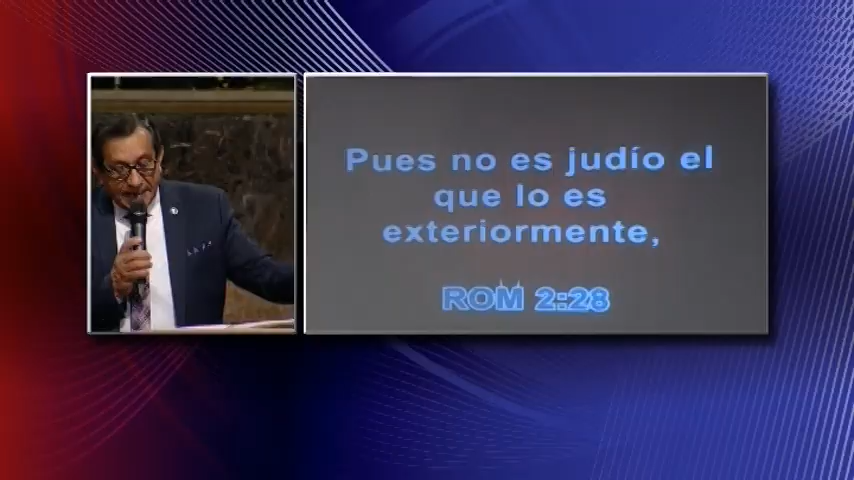 Pues no es judío el
que lo es
exteriormente,
ROM 2:28